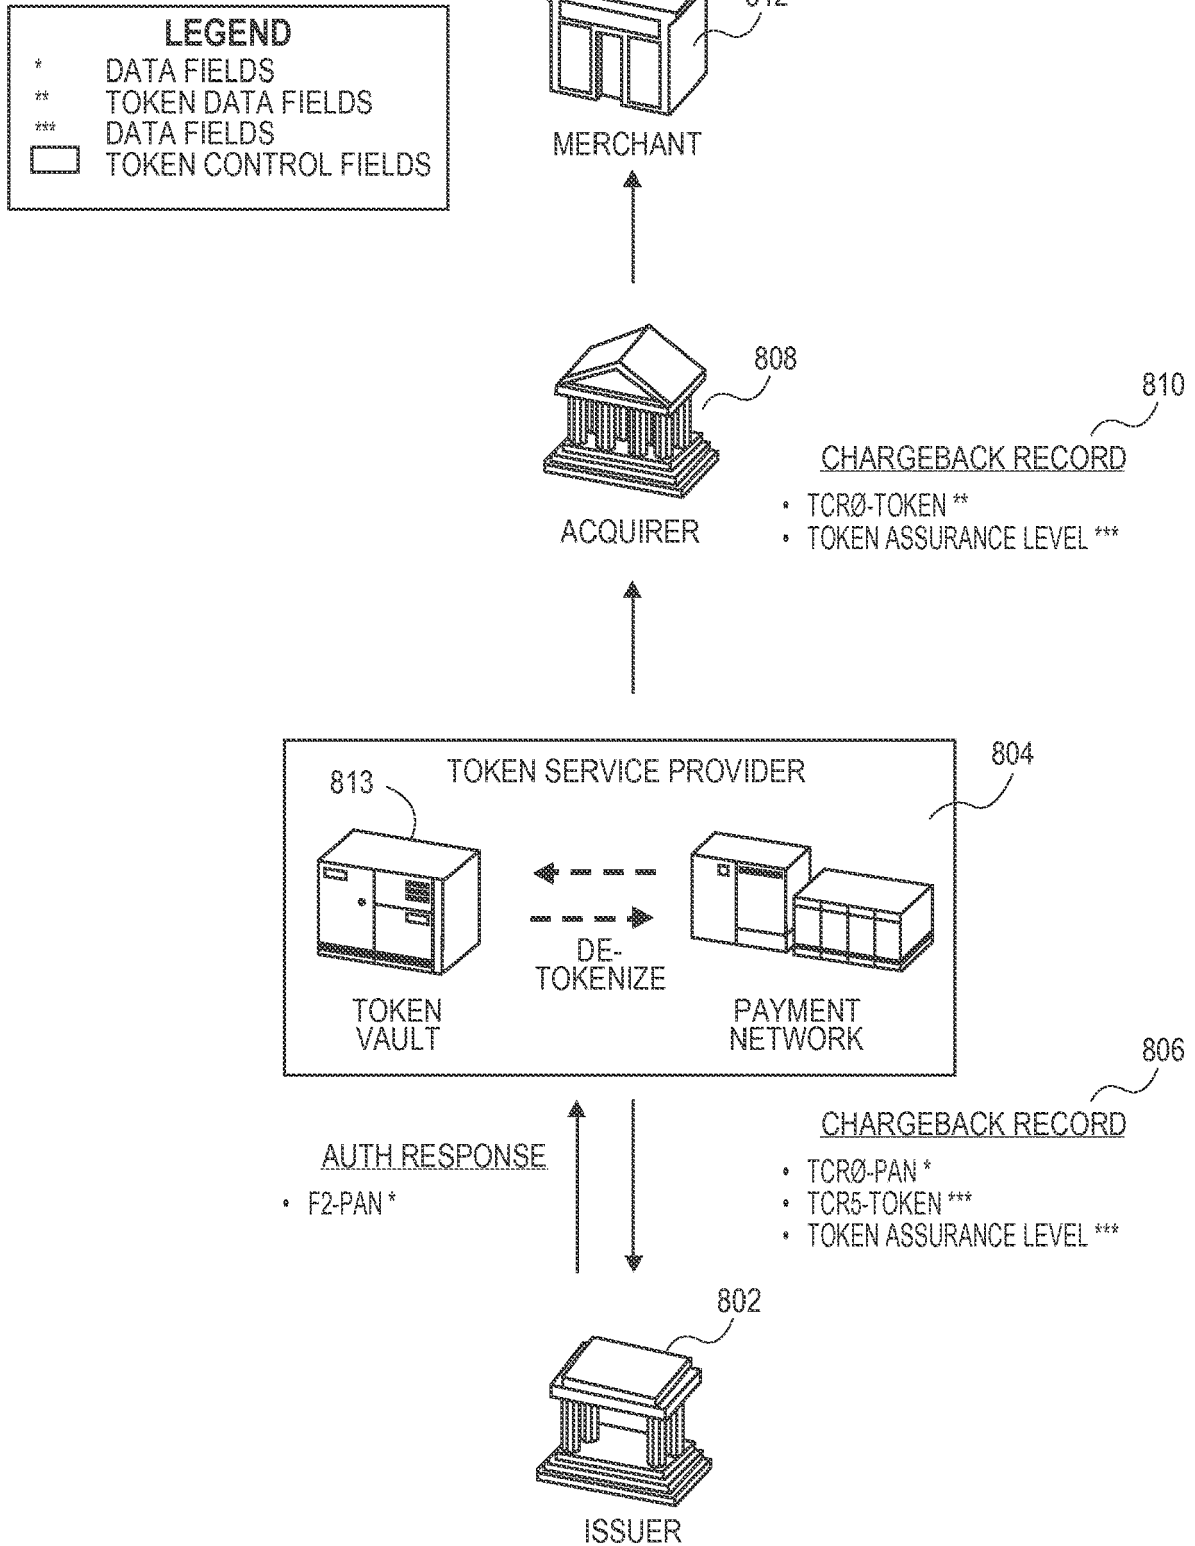 LEGEND
* DATA FIELDS
** TOKEN DATA FIELDS
*** DATA FIELDS
TOKEN CONTROL FIELDS
MERCHANT
808
ACQUIRER
810
CHARGEBACK RECORD
• TCRØ-TOKEN **
• TOKEN ASSURANCE LEVEL ***
804
TOKEN SERVICE PROVIDER
813
DE-
TOKENIZE
TOKEN
VAULT
PAYMENT
NETWORK
806
CHARGEBACK RECORD
• TCRØ-PAN *
• TCR5-TOKEN ***
• TOKEN ASSURANCE LEVEL ***
AUTH RESPONSE
• F2-PAN *
802
ISSUER